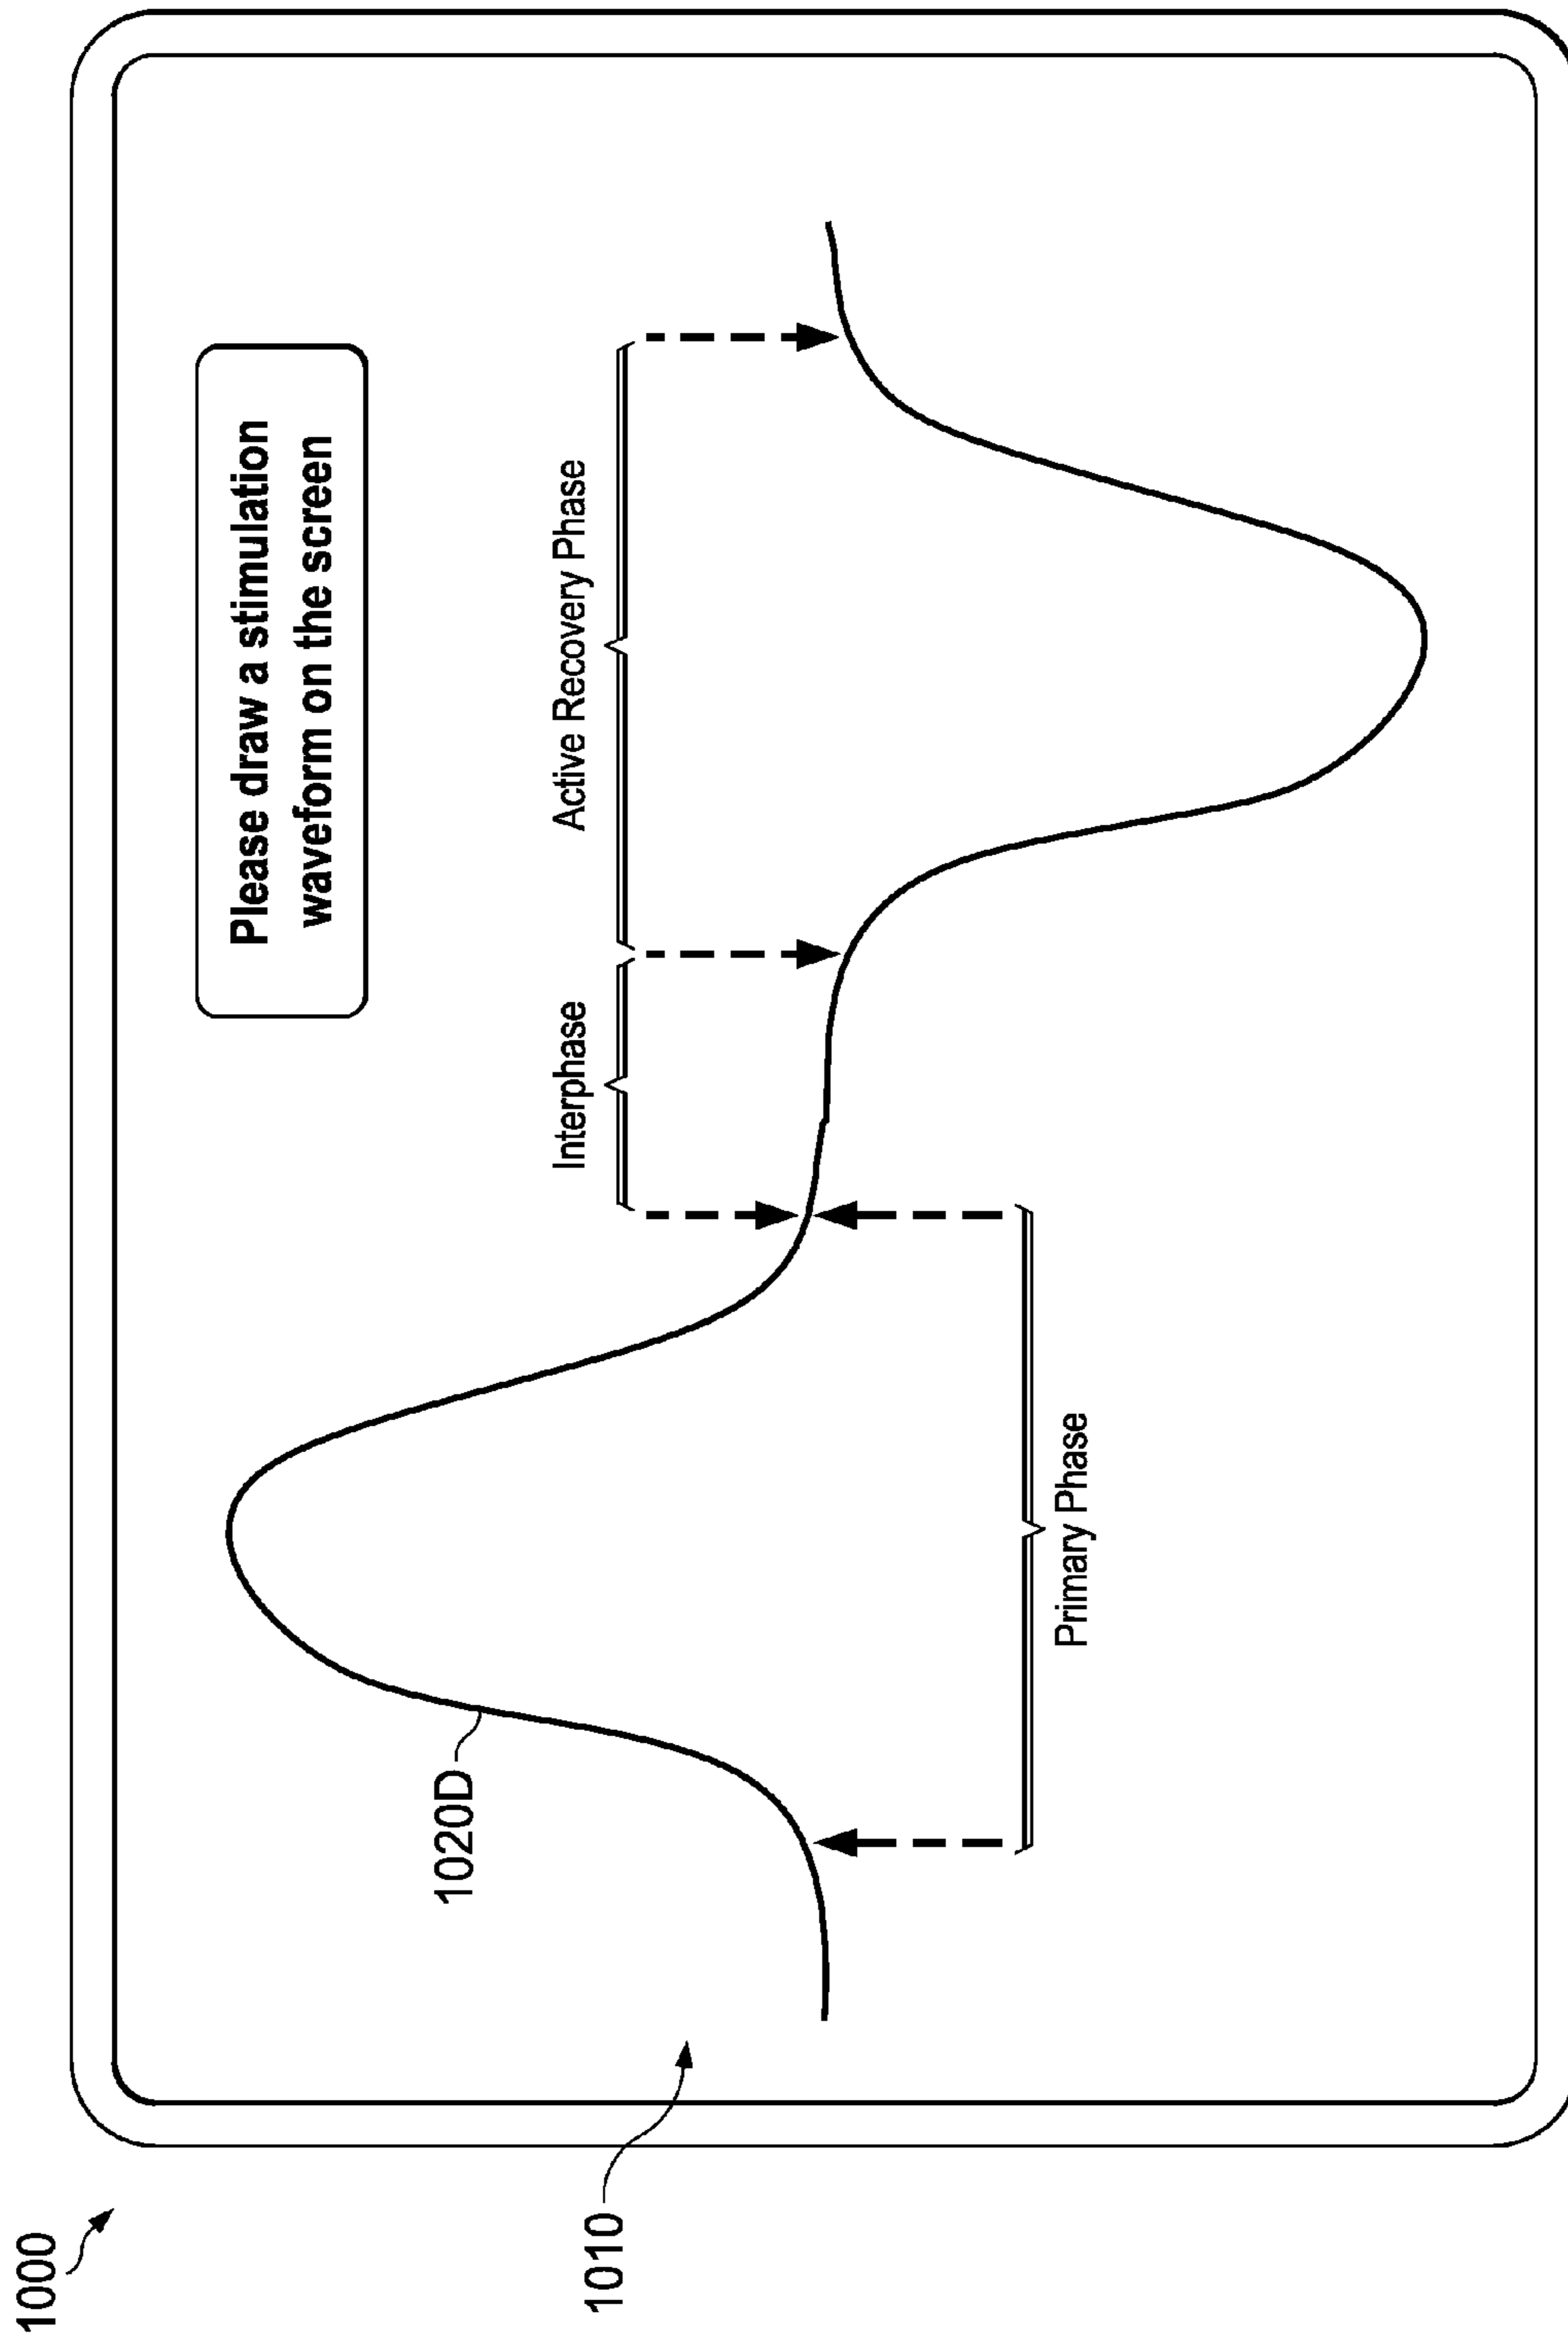 1000
1010
Please draw a stimulation
waveform on the screen
1020D
Interphase
Active Recovery Phase
Primary Phase